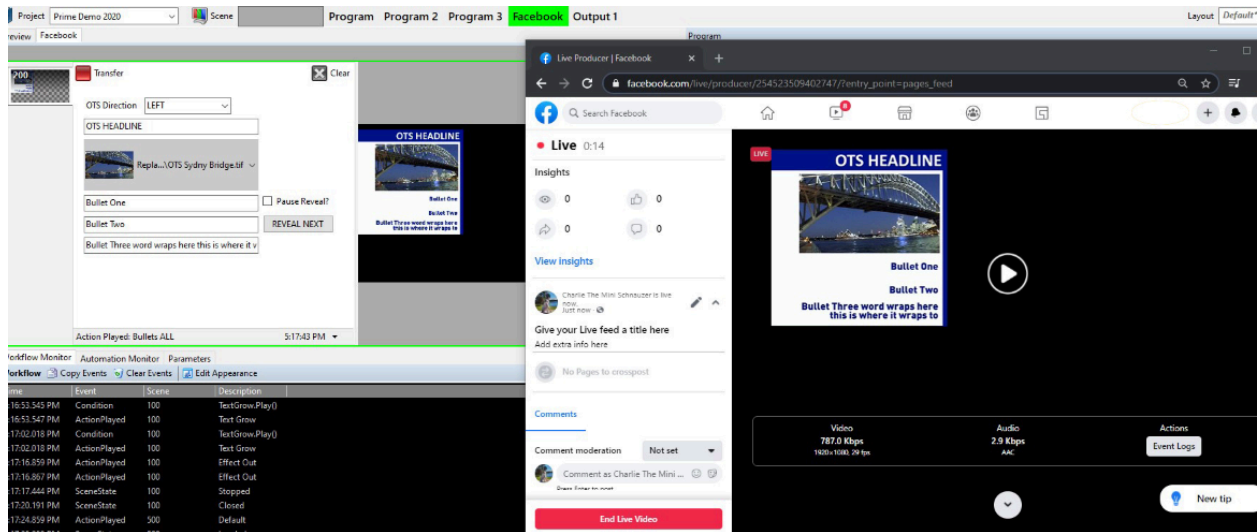 Project Prime Demo 2020 Scene Program Program 2 Program 3 Facebook Output 1 Layout Default*
review Facebook Program
200 Transfer Clear
OTS Direction LEFT
OTS HEADLINE
Repla...\OTS Sydny Bridge.tif
Bullet One Pause Reveal?
Bullet Two REVEAL NEXT
Bullet Three word wraps here this is where it v
Action Played: Bullets ALL 5:17:43 PM
OTS HEADLINE
Bullet One
Bullet Two
Bullet Three word wraps here
this is where it wraps to
Workflow Monitor Automation Monitor Parameters
Workflow Copy Events Clear Events Edit Appearance
Time Event Scene Description
:16:53.545 PM Condition 100 TextGrow.Play()
:16:53.547 PM ActionPlayed 100 Text Grow
:17:02.018 PM Condition 100 TextGrow.Play()
:17:02.018 PM ActionPlayed 100 Text Grow
:17:16.859 PM ActionPlayed 100 Effect Out
:17:16.867 PM ActionPlayed 100 Effect Out
:17:17.444 PM SceneState 100 Stopped
:17:20.191 PM SceneState 100 Closed
:17:24.859 PM ActionPlayed 500 Default
Live Producer | Facebook
facebook.com/live/producer/254523509402747/?entry_point=pages_feed
Search Facebook
8
Live 0:14
Insights
0 0
0 0
View insights
Charlie The Mini Schnauzer is live
now.
Just now
Give your Live feed a title here
Add extra info here
No Pages to crosspost
Comments
Comment moderation Not set
Comment as Charlie The Mini ...
Press Enter to post
End Live Video
LIVE
OTS HEADLINE
Bullet One
Bullet Two
Bullet Three word wraps here
this is where it wraps to
Video Audio Actions
787.0 Kbps 2.9 Kbps Event Logs
1920×1080, 29 fps AAC
New tip